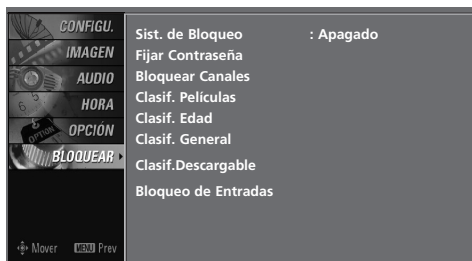 CONFIGU.
IMAGEN
AUDIO
HORA
OPCIÓN
BLOQUEAR
Mover MENU Prev
Sist. de Bloqueo : Apagado
Fijar Contraseña
Bloquear Canales
Clasif. Películas
Clasif. Edad
Clasif. General
Clasif.Descargable
Bloqueo de Entradas